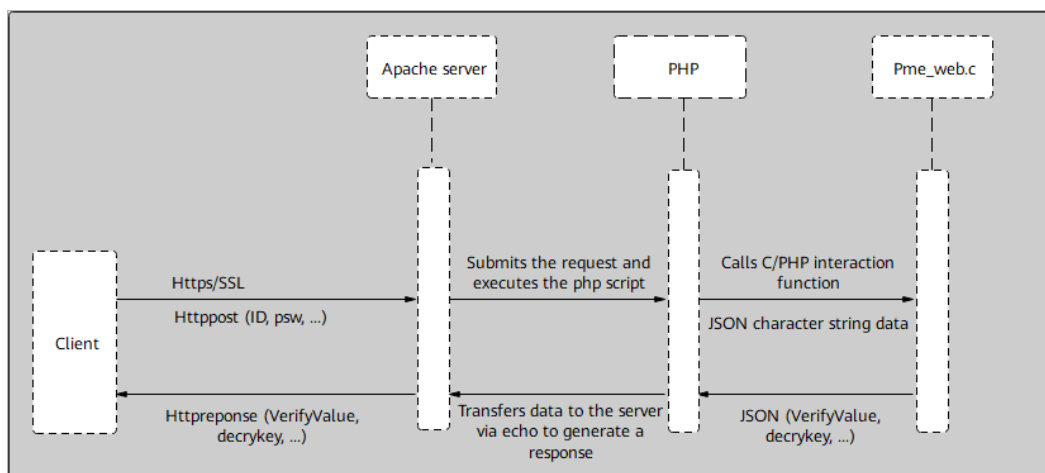 Apache server
PHP
Pme_web.c
Client
Https/SSL
Httppost (ID, psw, ...)
Submits the request and
executes the php script
Calls C/PHP interaction
function
JSON character string data
Httpreponse (VerifyValue,
decrykey, ...)
Transfers data to the server
via echo to generate a
response
JSON (VerifyValue,
decrykey, ...)